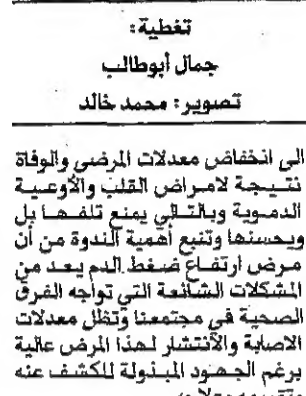 تغطية:
جمال أبوطالب
تصوير: محمد خالد
الى انخفاض معدلات المرضى والوفاة
نتيجة لامراض القلب والأوعية
الدموية وبالتالي يمنع تلفها بل
ويحسنها وتنبع أهمية الندوة من أن
مرض ارتفاع ضغط الدم يعد من
المشكلات الشائعة التي تواجه الفرق
الصحية في مجتمعنا وتظل معدلات
الاصابة والانتشار لهذا المرض عالية
برغم الجهود المبذولة للكشف عنه